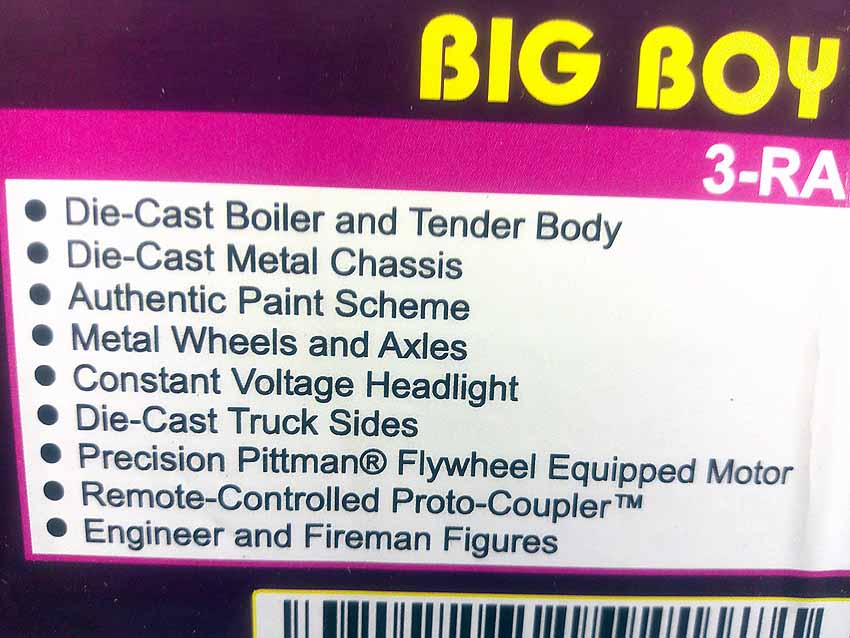 BIG BOY
3-RA
• Die-Cast Boiler and Tender Body
• Die-Cast Metal Chassis
• Authentic Paint Scheme
• Metal Wheels and Axles
• Constant Voltage Headlight
• Die-Cast Truck Sides
• Precision Pittman® Flywheel Equipped Motor
• Remote-Controlled Proto-Coupler™
• Engineer and Fireman Figures